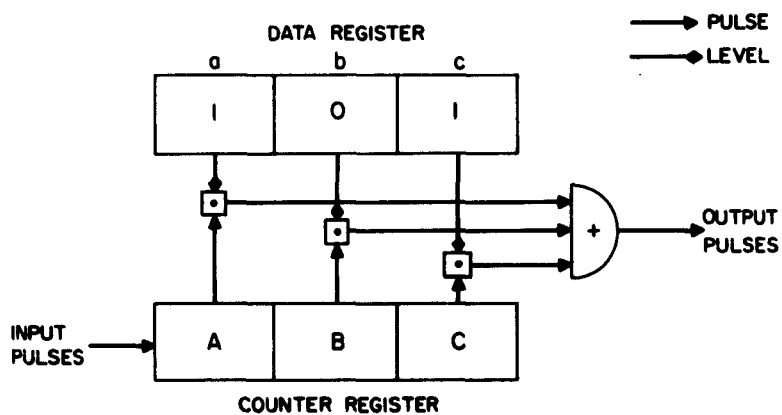 DATA REGISTER
PULSE
LEVEL
a b c
1 0 1
+
OUTPUT
PULSES
INPUT
PULSES
A B C
COUNTER REGISTER